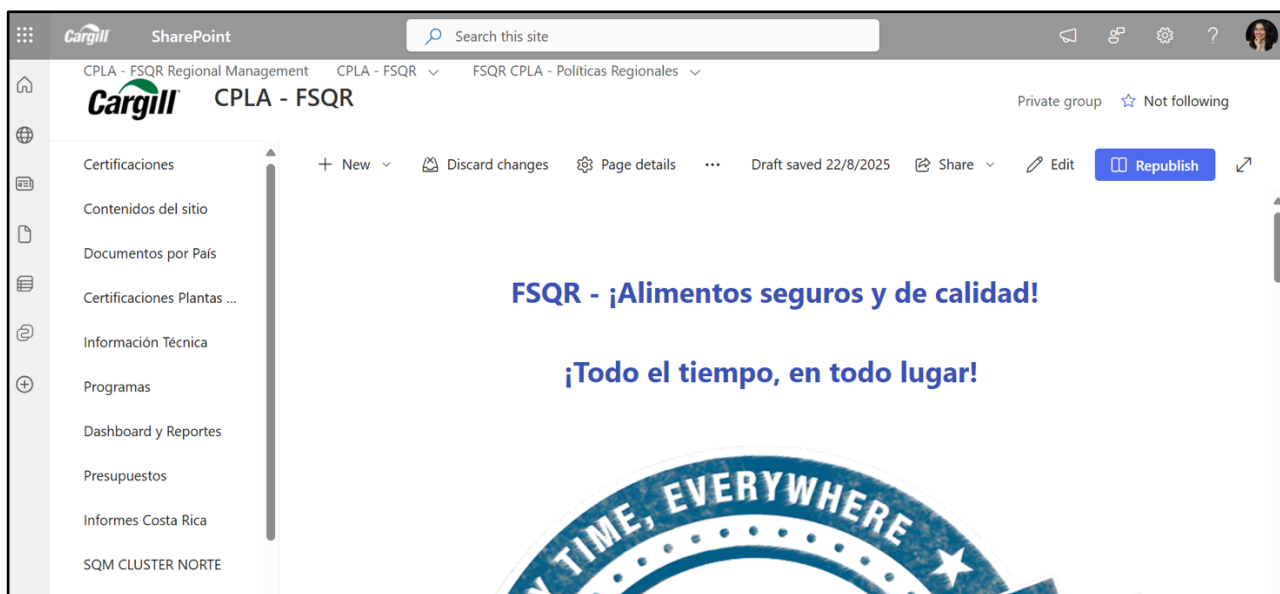 Cargill SharePoint Search this site ?
CPLA - FSQR Regional Management CPLA - FSQR FSQR CPLA - Políticas Regionales
Cargill CPLA - FSQR
Private group Not following
Certificaciones
Contenidos del sitio
Documentos por País
Certificaciones Plantas ...
Información Técnica
Programas
Dashboard y Reportes
Presupuestos
Informes Costa Rica
SQM CLUSTER NORTE
+ New Discard changes Page details ... Draft saved 22/8/2025 Share Edit Republish
FSQR - ¡Alimentos seguros y de calidad!
¡Todo el tiempo, en todo lugar!
TIME, EVERYWHERE